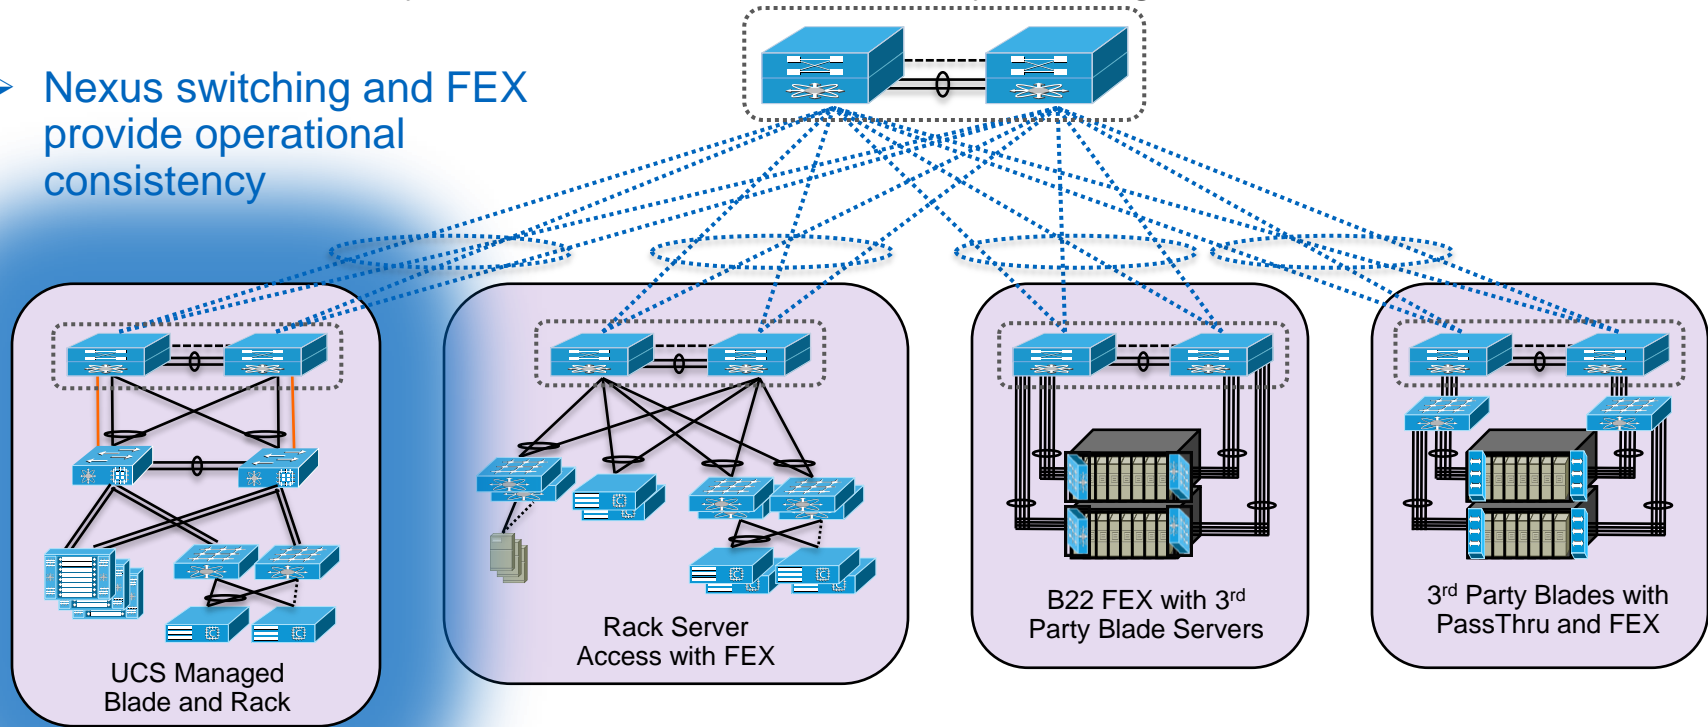 Nexus switching and FEX
provide operational
consistency
UCS Managed
Blade and Rack
Rack Server
Access with FEX
B22 FEX with 3rd
Party Blade Servers
3rd Party Blades with
PassThru and FEX